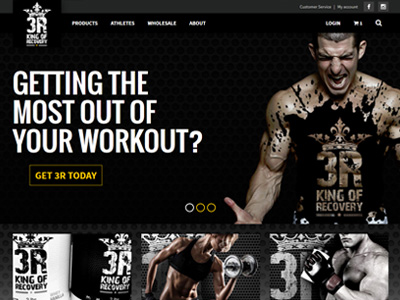 Customer Service | My account
3R
KING OF
RECOVERY
PRODUCTS ATHLETES WHOLESALE ABOUT
LOGIN 1
GETTING THE
MOST OUT OF
YOUR WORKOUT?
GET 3R TODAY
3R
KING OF
RECOVERY
3R
KING OF
RECOVERY